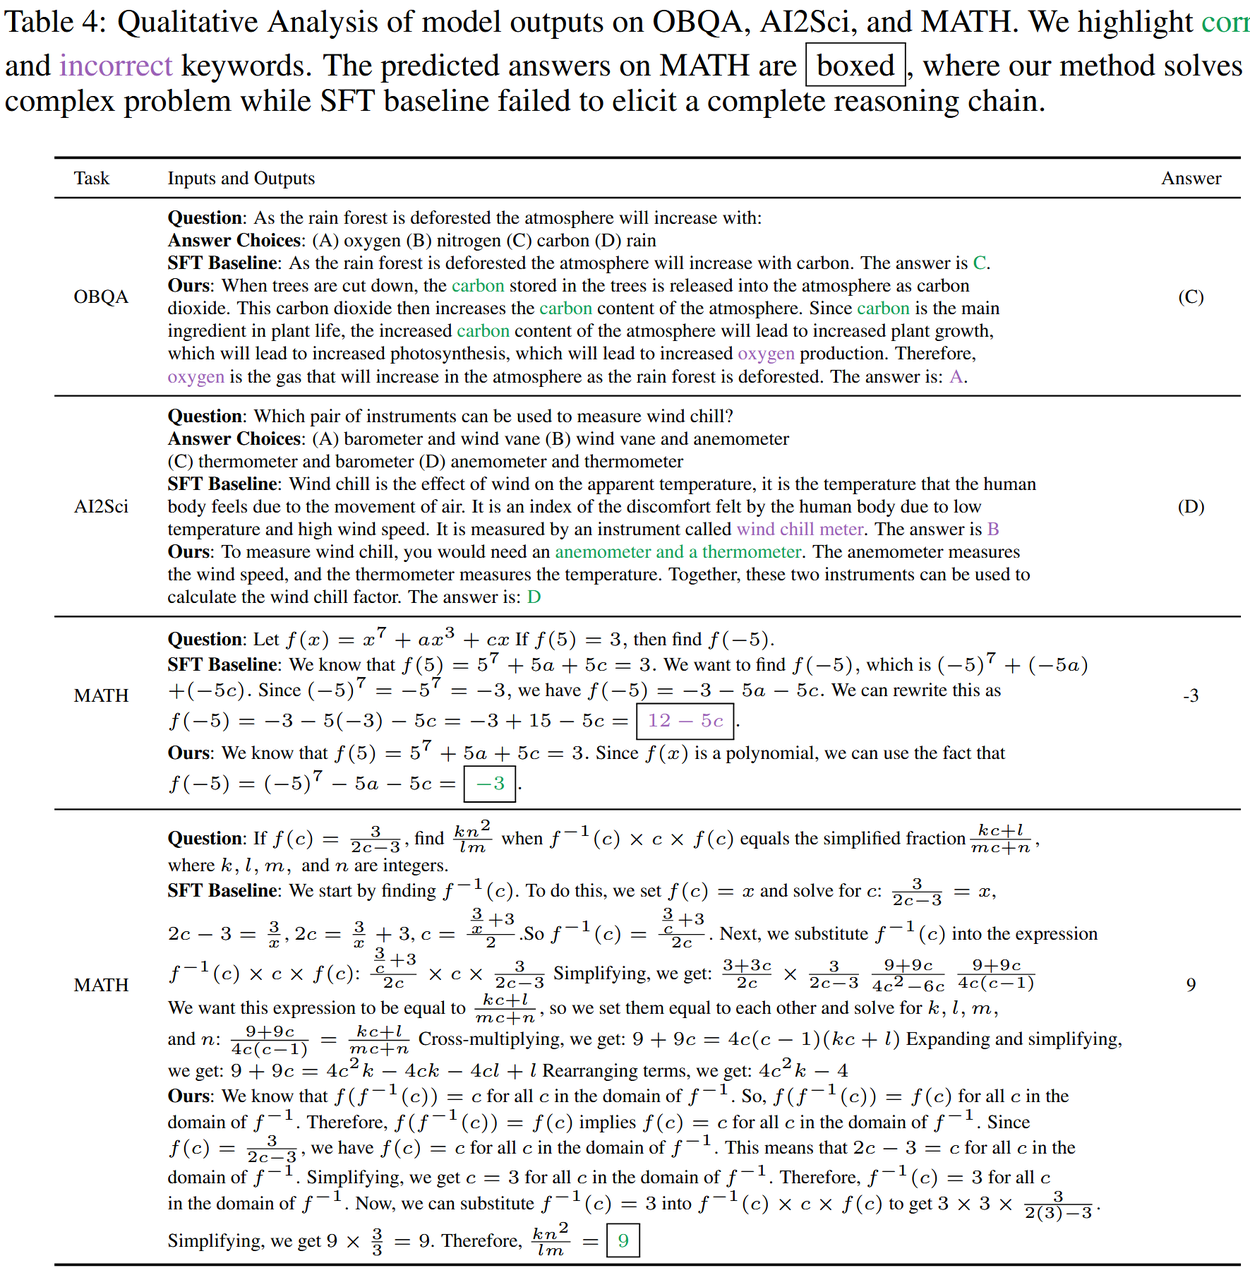 Table 4: Qualitative Analysis of model outputs on OBQA, AI2Sci, and MATH. We highlight
and incorrect keywords. The predicted answers on MATH are boxed , where our method solves
complex problem while SFT baseline failed to elicit a complete reasoning chain.
Task Inputs and Outputs Answer
Question: As the rain forest is deforested the atmosphere will increase with:
Answer Choices: (A) oxygen (B) nitrogen (C) carbon (D) rain
SFT Baseline: As the rain forest is deforested the atmosphere will increase with carbon. The answer is C.
Ours: When trees are cut down, the carbon stored in the trees is released into the atmosphere as carbon
OBQA dioxide. This carbon dioxide then increases the carbon content of the atmosphere. Since carbon is the main (C)
ingredient in plant life, the increased carbon content of the atmosphere will lead to increased plant growth,
which will lead to increased photosynthesis, which will lead to increased oxygen production. Therefore,
oxygen is the gas that will increase in the atmosphere as the rain forest is deforested. The answer is: A.
Question: Which pair of instruments can be used to measure wind chill?
Answer Choices: (A) barometer and wind vane (B) wind vane and anemometer
(C) thermometer and barometer (D) anemometer and thermometer
SFT Baseline: Wind chill is the effect of wind on the apparent temperature, it is the temperature that the human
AI2Sci body feels due to the movement of air. It is an index of the discomfort felt by the human body due to low (D)
temperature and high wind speed. It is measured by an instrument called wind chill meter. The answer is B
Ours: To measure wind chill, you would need an anemometer and a thermometer. The anemometer measures
the wind speed, and the thermometer measures the temperature. Together, these two instruments can be used to
calculate the wind chill factor. The answer is: D
Question: Let f(x) = x^7 + ax^3 + cx If f(5) = 3, then find f(−5).
SFT Baseline: We know that f(5) = 5^7 + 5a + 5c = 3. We want to find f(−5), which is (−5)^7 + (−5a)
MATH +(−5c). Since (−5)^7 = −5^7 = −3, we have f(−5) = −3 − 5a − 5c. We can rewrite this as -3
f(−5) = −3 − 5(−3) − 5c = −3 + 15 − 5c = 12 − 5c .
Ours: We know that f(5) = 5^7 + 5a + 5c = 3. Since f(x) is a polynomial, we can use the fact that
f(−5) = (−5)^7 − 5a − 5c = −3 .
Question: If f(c) = \frac{3}{2c−3}, find \frac{kn^2}{lm} when f^{−1}(c) × c × f(c) equals the simplified fraction \frac{kc+l}{mc+n},
where k, l, m, and n are integers.
SFT Baseline: We start by finding f^{−1}(c). To do this, we set f(c) = x and solve for c: \frac{3}{2c−3} = x,
2c − 3 = \frac{3}{x}, 2c = \frac{3}{x} + 3, c = \frac{\frac{3}{x}+3}{2}.So f^{−1}(c) = \frac{\frac{3}{c}+3}{2c}. Next, we substitute f^{−1}(c) into the expression
f^{−1}(c) × c × f(c): \frac{\frac{3}{c}+3}{2c} × c × \frac{3}{2c−3} Simplifying, we get: \frac{3+3c}{2c} × \frac{3}{2c−3} \frac{9+9c}{4c^2−6c} \frac{9+9c}{4c(c−1)}
MATH We want this expression to be equal to \frac{kc+l}{mc+n}, so we set them equal to each other and solve for k, l, m, 9
and n: \frac{9+9c}{4c(c−1)} = \frac{kc+l}{mc+n} Cross-multiplying, we get: 9 + 9c = 4c(c − 1)(kc + l) Expanding and simplifying,
we get: 9 + 9c = 4c^2k − 4ck − 4cl + l Rearranging terms, we get: 4c^2k − 4
Ours: We know that f(f^{−1}(c)) = c for all c in the domain of f^{−1}. So, f(f^{−1}(c)) = f(c) for all c in the
domain of f^{−1}. Therefore, f(f^{−1}(c)) = f(c) implies f(c) = c for all c in the domain of f^{−1}. Since
f(c) = \frac{3}{2c−3}, we have f(c) = c for all c in the domain of f^{−1}. This means that 2c − 3 = c for all c in the
domain of f^{−1}. Simplifying, we get c = 3 for all c in the domain of f^{−1}. Therefore, f^{−1}(c) = 3 for all c
in the domain of f^{−1}. Now, we can substitute f^{−1}(c) = 3 into f^{−1}(c) × c × f(c) to get 3 × 3 × \frac{3}{2(3)−3}.
Simplifying, we get 9 × \frac{3}{3} = 9. Therefore, \frac{kn^2}{lm} = 9